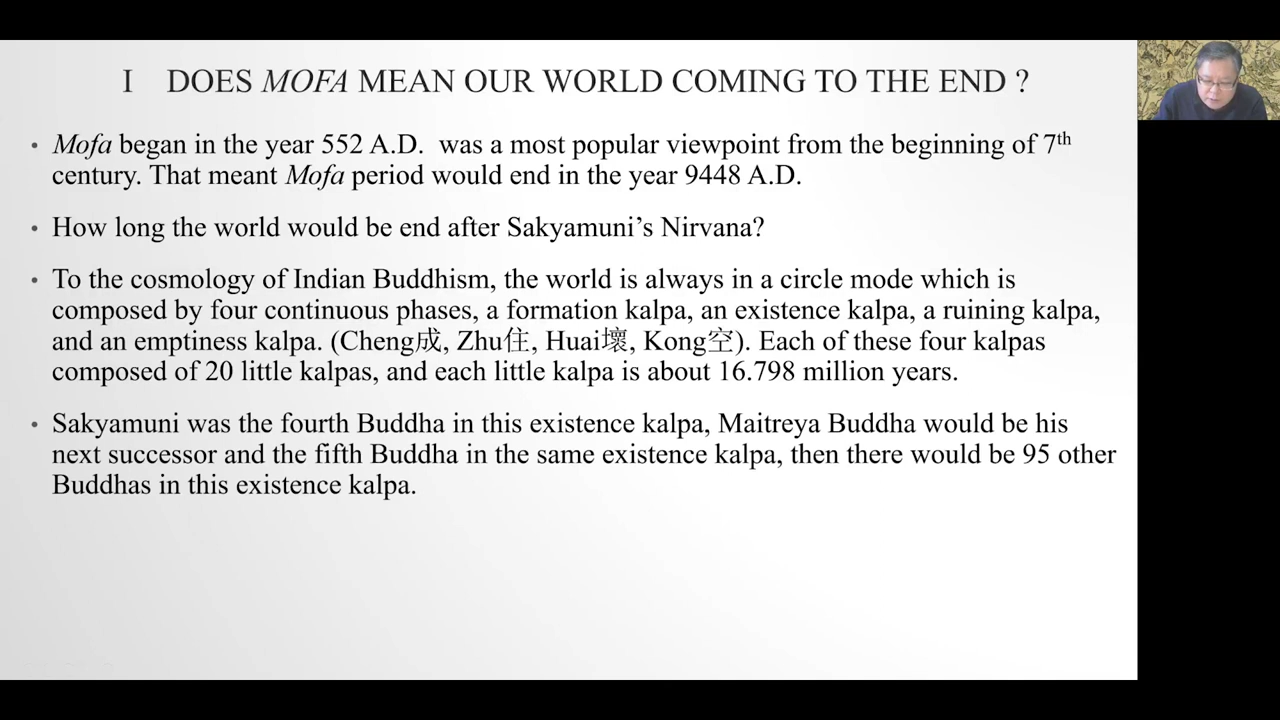 I DOES MOFA MEAN OUR WORLD COMING TO THE END ?
• Mofa began in the year 552 A.D. was a most popular viewpoint from the beginning of 7th
century. That meant Mofa period would end in the year 9448 A.D.
• How long the world would be end after Sakyamuni’s Nirvana?
• To the cosmology of Indian Buddhism, the world is always in a circle mode which is
composed by four continuous phases, a formation kalpa, an existence kalpa, a ruining kalpa,
and an emptiness kalpa. (Cheng成, Zhu住, Huai壞, Kong空). Each of these four kalpas
composed of 20 little kalpas, and each little kalpa is about 16.798 million years.
• Sakyamuni was the fourth Buddha in this existence kalpa, Maitreya Buddha would be his
next successor and the fifth Buddha in the same existence kalpa, then there would be 95 other
Buddhas in this existence kalpa.